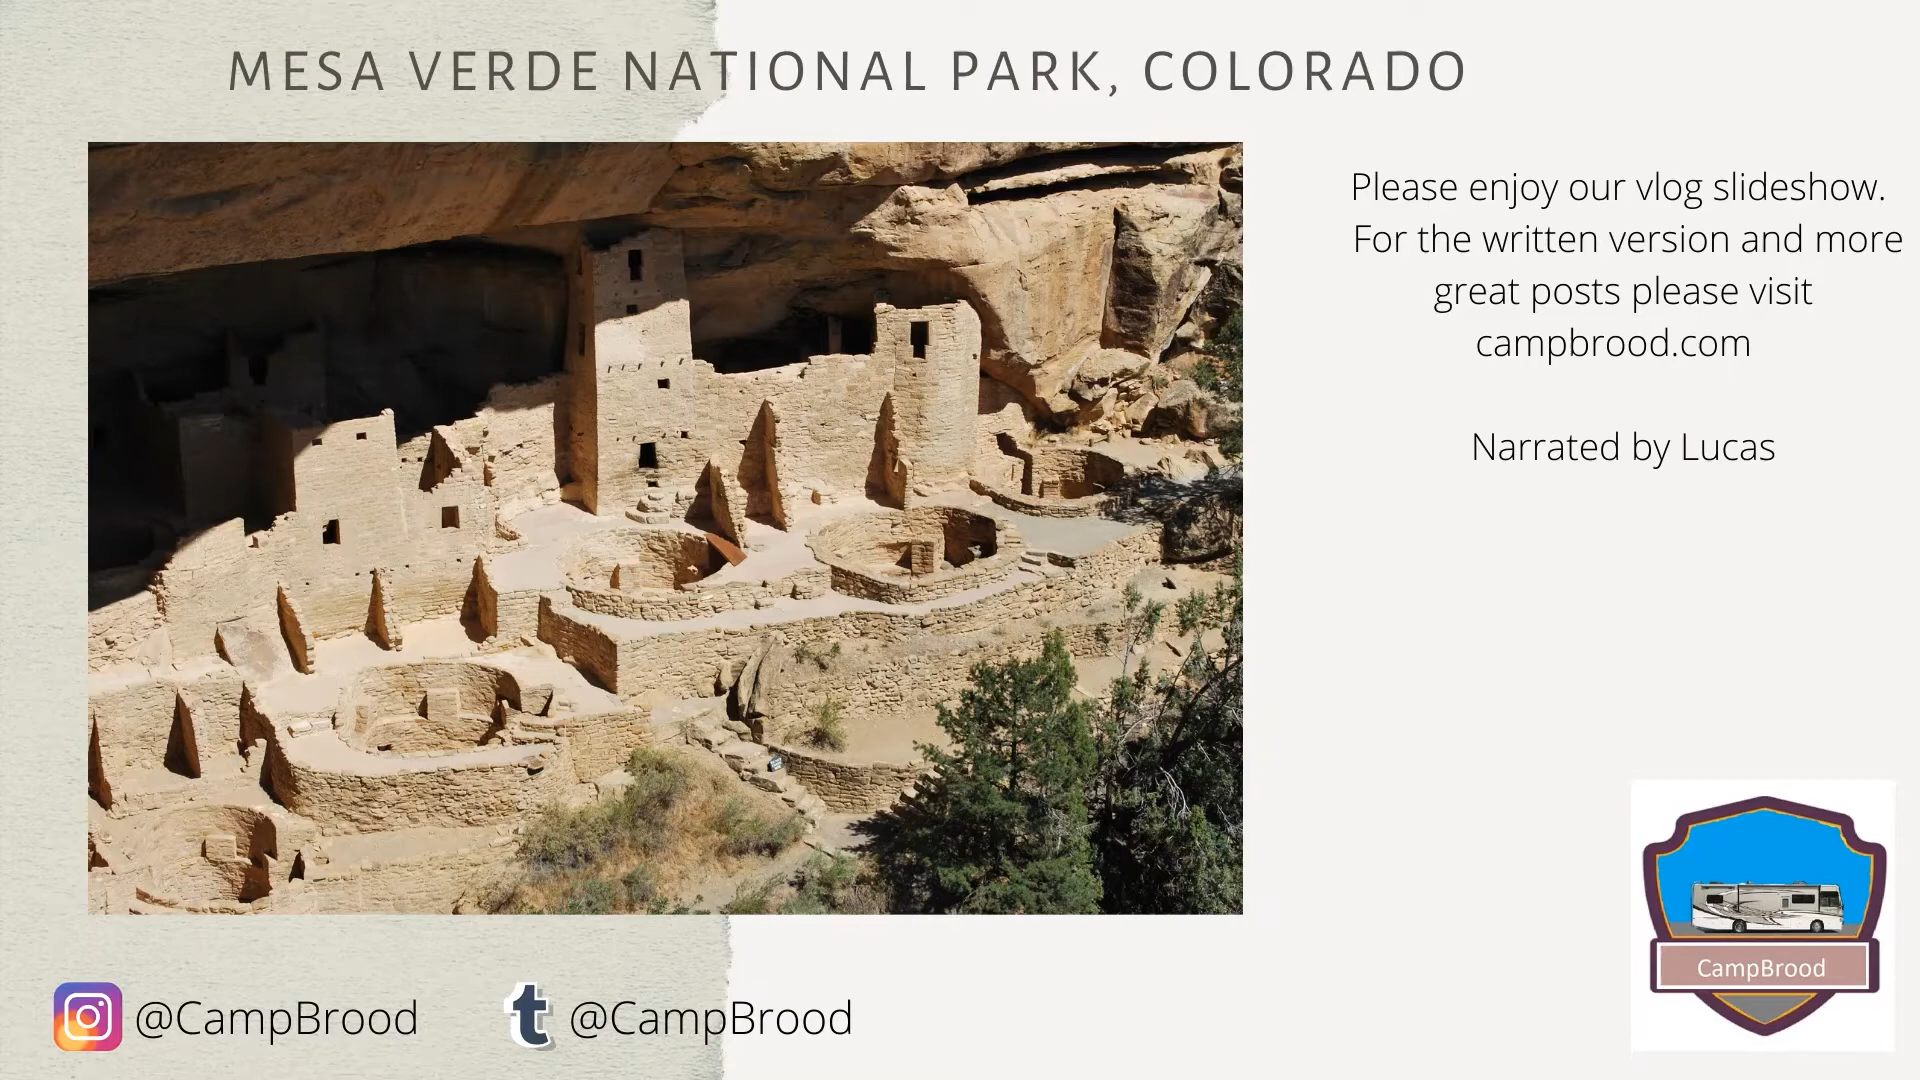 MESA VERDE NATIONAL PARK, COLORADO
Please enjoy our vlog slideshow.
For the written version and more
great posts please visit
campbrood.com
Narrated by Lucas
CampBrood
@CampBrood
@CampBrood